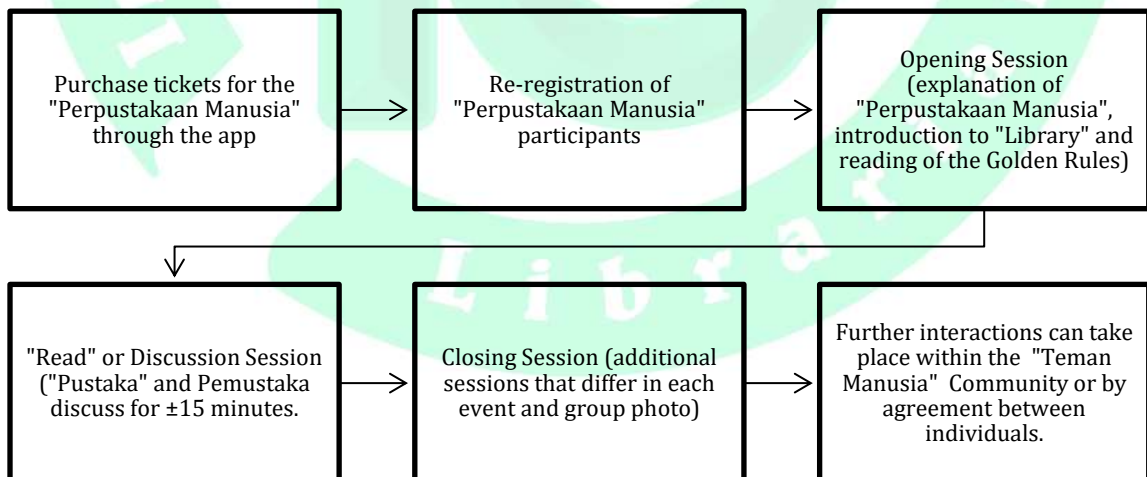 Purchase tickets for the
"Perpustakaan Manusia"
through the app
Re-registration of
"Perpustakaan Manusia"
participants
Opening Session
(explanation of
"Perpustakaan Manusia",
introduction to "Library" and
reading of the Golden Rules)
"Read" or Discussion Session
("Pustaka" and Pemustaka
discuss for ±15 minutes.
Closing Session (additional
sessions that differ in each
event and group photo)
Further interactions can take
place within the "Teman
Manusia" Community or by
agreement between
individuals.
Library